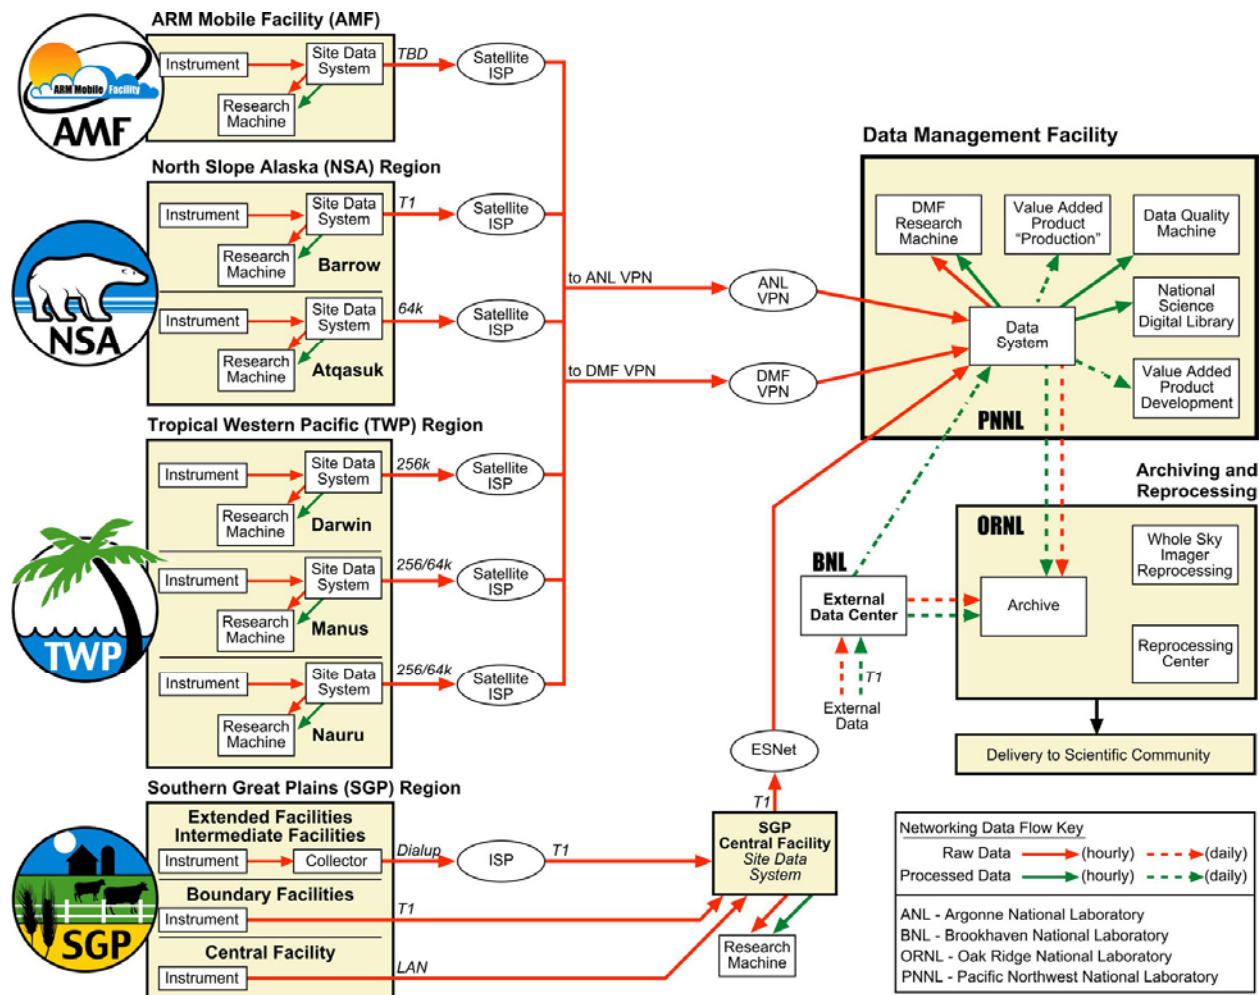 ARM Mobile Facility (AMF)
ARM Mobile Facility
AMF
Instrument
Site Data
System
Research
Machine
TBD
Satellite
ISP
North Slope Alaska (NSA) Region
NSA
Instrument
Site Data
System
Research
Machine
Barrow
T1
Satellite
ISP
Instrument
Site Data
System
Research
Machine
Atqasuk
64k
Satellite
ISP
Tropical Western Pacific (TWP) Region
TWP
Instrument
Site Data
System
Research
Machine
Darwin
256k
Satellite
ISP
Instrument
Site Data
System
Research
Machine
Manus
256/64k
Satellite
ISP
Instrument
Site Data
System
Research
Machine
Nauru
256/64k
Satellite
ISP
Southern Great Plains (SGP) Region
SGP
Extended Facilities
Intermediate Facilities
Instrument
Collector
Dialup
ISP
T1
Boundary Facilities
Instrument
T1
Central Facility
Instrument
LAN
SGP
Central Facility
Site Data
System
Research
Machine
T1
ESNet
to ANL VPN
ANL
VPN
to DMF VPN
DMF
VPN
Data Management Facility
DMF
Research
Machine
Value Added
Product
"Production"
Data Quality
Machine
National
Science
Digital Library
Data
System
Value Added
Product
Development
PNNL
Archiving and
Reprocessing
ORNL
Whole Sky
Imager
Reprocessing
Archive
Reprocessing
Center
BNL
External
Data Center
T1
External
Data
Delivery to Scientific Community
Networking Data Flow Key
Raw Data (hourly) (daily)
Processed Data (hourly) (daily)
ANL - Argonne National Laboratory
BNL - Brookhaven National Laboratory
ORNL - Oak Ridge National Laboratory
PNNL - Pacific Northwest National Laboratory